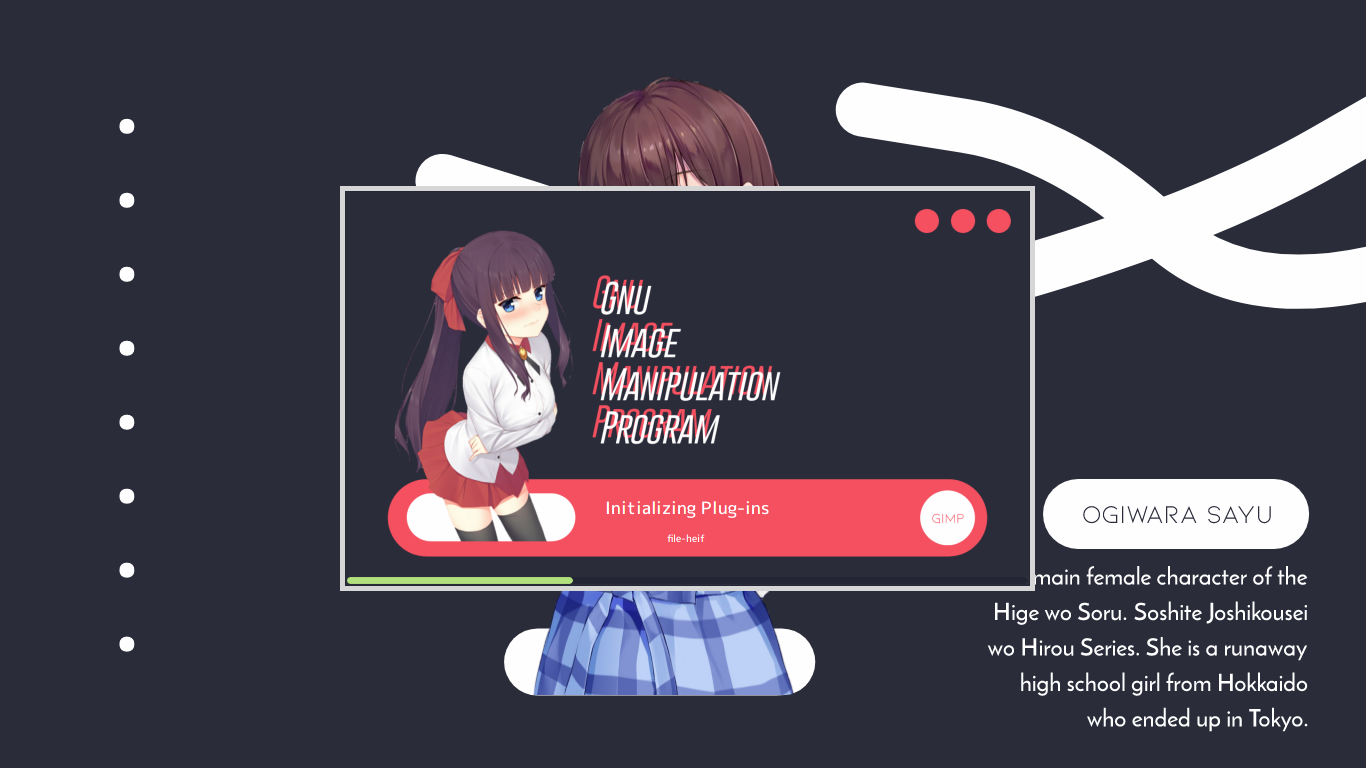 GNU
IMAGE
MANIPULATION
PROGRAM
Initializing Plug-ins
file-heif
GIMP
OGIWARA SAYU
main female character of the
Hige wo Soru. Soshite Joshikousei
wo Hirou Series. She is a runaway
high school girl from Hokkaido
who ended up in Tokyo.